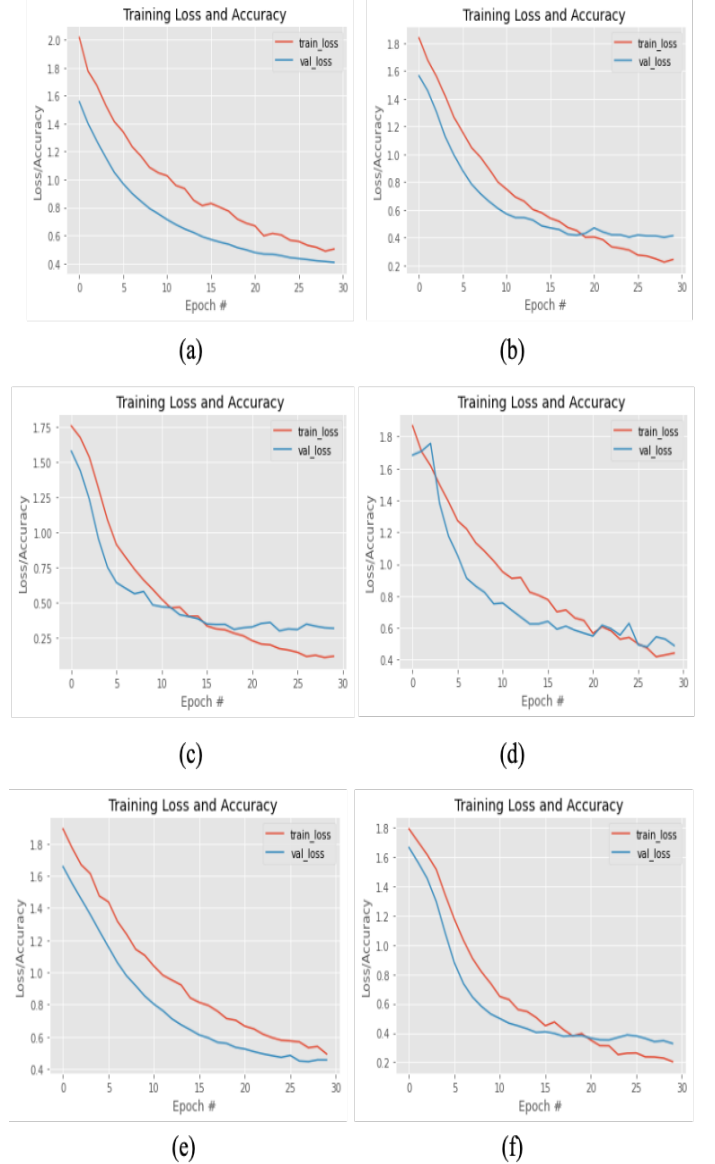 Training Loss and Accuracy
train_loss
val_loss
Loss/Accuracy
2.0
1.8
1.6
1.4
1.2
1.0
0.8
0.6
0.4
0 5 10 15 20 25 30
Epoch #
(a)
Training Loss and Accuracy
train_loss
val_loss
Loss/Accuracy
1.8
1.6
1.4
1.2
1.0
0.8
0.6
0.4
0.2
0 5 10 15 20 25 30
Epoch #
(b)
Training Loss and Accuracy
train_loss
val_loss
Loss/Accuracy
1.75
1.50
1.25
1.00
0.75
0.50
0.25
0 5 10 15 20 25 30
Epoch #
(c)
Training Loss and Accuracy
train_loss
val_loss
Loss/Accuracy
1.8
1.6
1.4
1.2
1.0
0.8
0.6
0.4
0 5 10 15 20 25 30
Epoch #
(d)
Training Loss and Accuracy
train_loss
val_loss
Loss/Accuracy
1.8
1.6
1.4
1.2
1.0
0.8
0.6
0.4
0 5 10 15 20 25 30
Epoch #
(e)
Training Loss and Accuracy
train_loss
val_loss
Loss/Accuracy
1.8
1.6
1.4
1.2
1.0
0.8
0.6
0.4
0.2
0 5 10 15 20 25 30
Epoch #
(f)